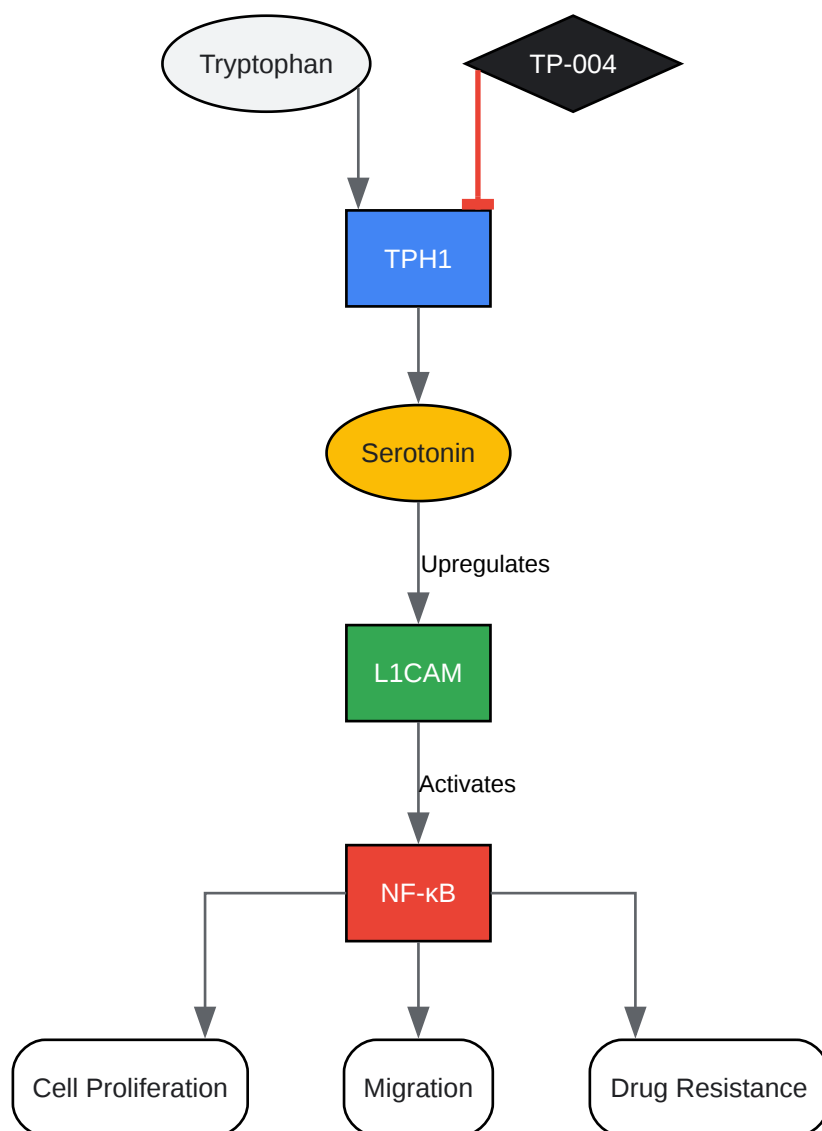 Tryptophan
TP-004
TPH1
Serotonin
Upregulates
L1CAM
Activates
NF-κB
Cell Proliferation
Migration
Drug Resistance